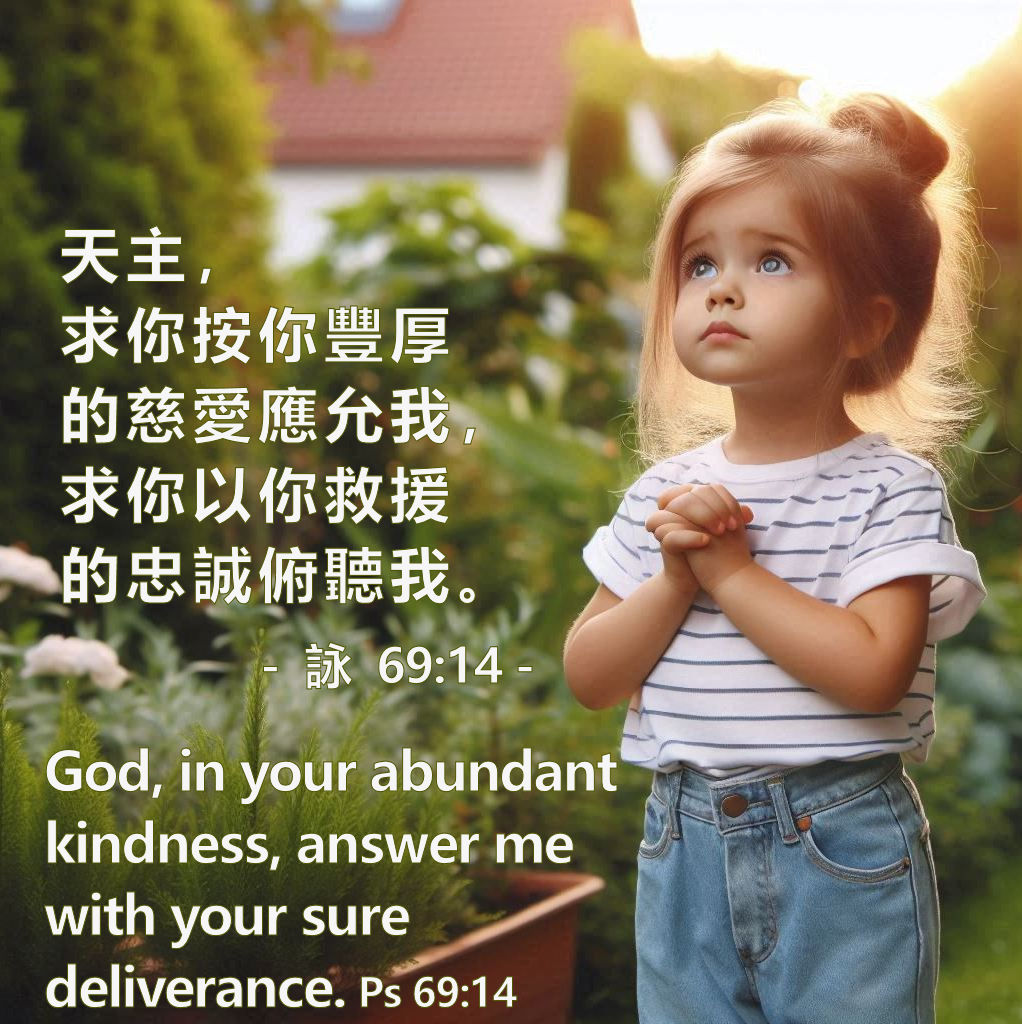 天主，
求你按你豐厚
的慈愛應允我，
求你以你救援
的忠誠俯聽我。
- 詠 69:14 -
God, in your abundant
kindness, answer me
with your sure
deliverance. Ps 69:14